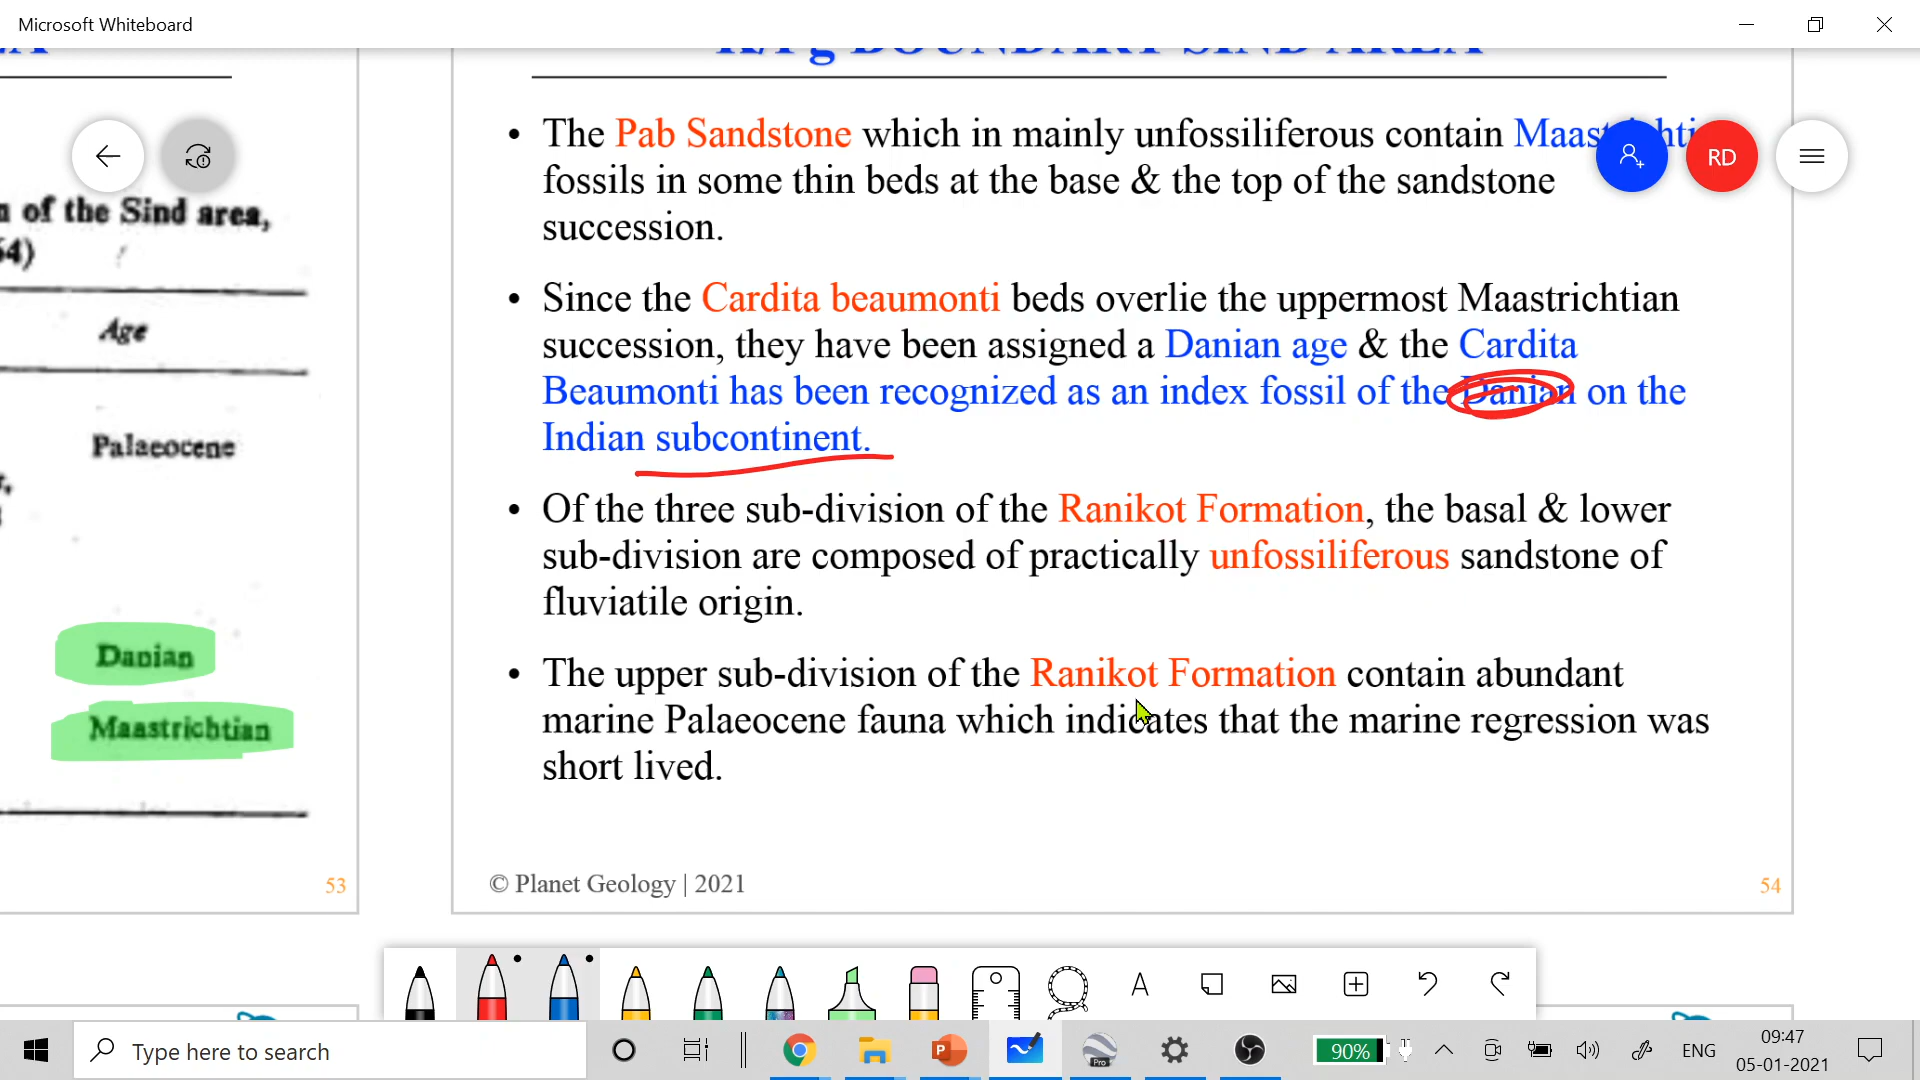 Microsoft Whiteboard
K/Pg BOUNDARY SIND AREA
• The Pab Sandstone which in mainly unfossiliferous contain
fossils in some thin beds at the base & the top of the sandstone
succession.
• Since the Cardita beaumonti beds overlie the uppermost Maastrichtian
succession, they have been assigned a Danian age & the Cardita
Beaumonti has been recognized as an index fossil of the Danian on the
Indian subcontinent.
• Of the three sub-division of the Ranikot Formation, the basal & lower
sub-division are composed of practically unfossiliferous sandstone of
fluviatile origin.
• The upper sub-division of the Ranikot Formation contain abundant
marine Palaeocene fauna which indicates that the marine regression was
short lived.
© Planet Geology | 2021
54
RD
of the Sind area,
Age
Palaeocene
Danian
Maastrichtian
53
A
Type here to search
P
Pro
90%
ENG
09:47
05-01-2021